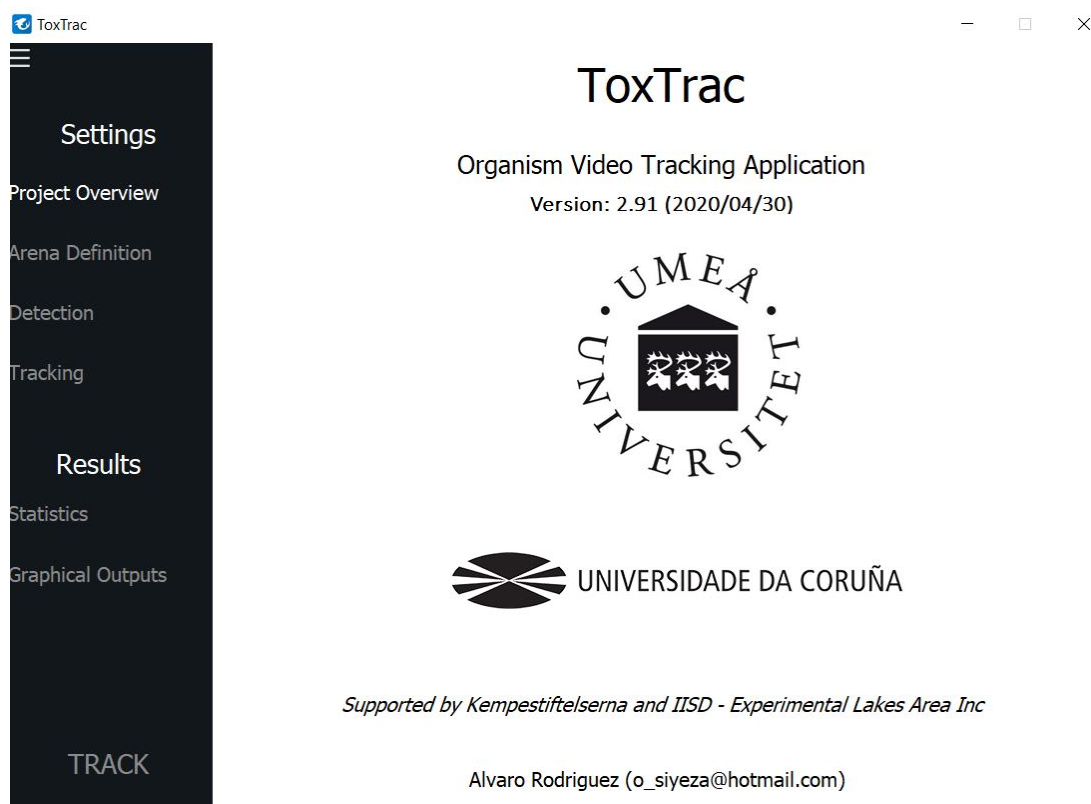 ToxTrac
ToxTrac
Settings
Project Overview
Arena Definition
Detection
Tracking
Results
Statistics
Graphical Outputs
TRACK
Organism Video Tracking Application
Version: 2.91 (2020/04/30)
UMEÅ UNIVERSITET
UNIVERSIDADE DA CORUÑA
Supported by Kempestiftelserna and IISD - Experimental Lakes Area Inc
Alvaro Rodriguez (o_siyeza@hotmail.com)